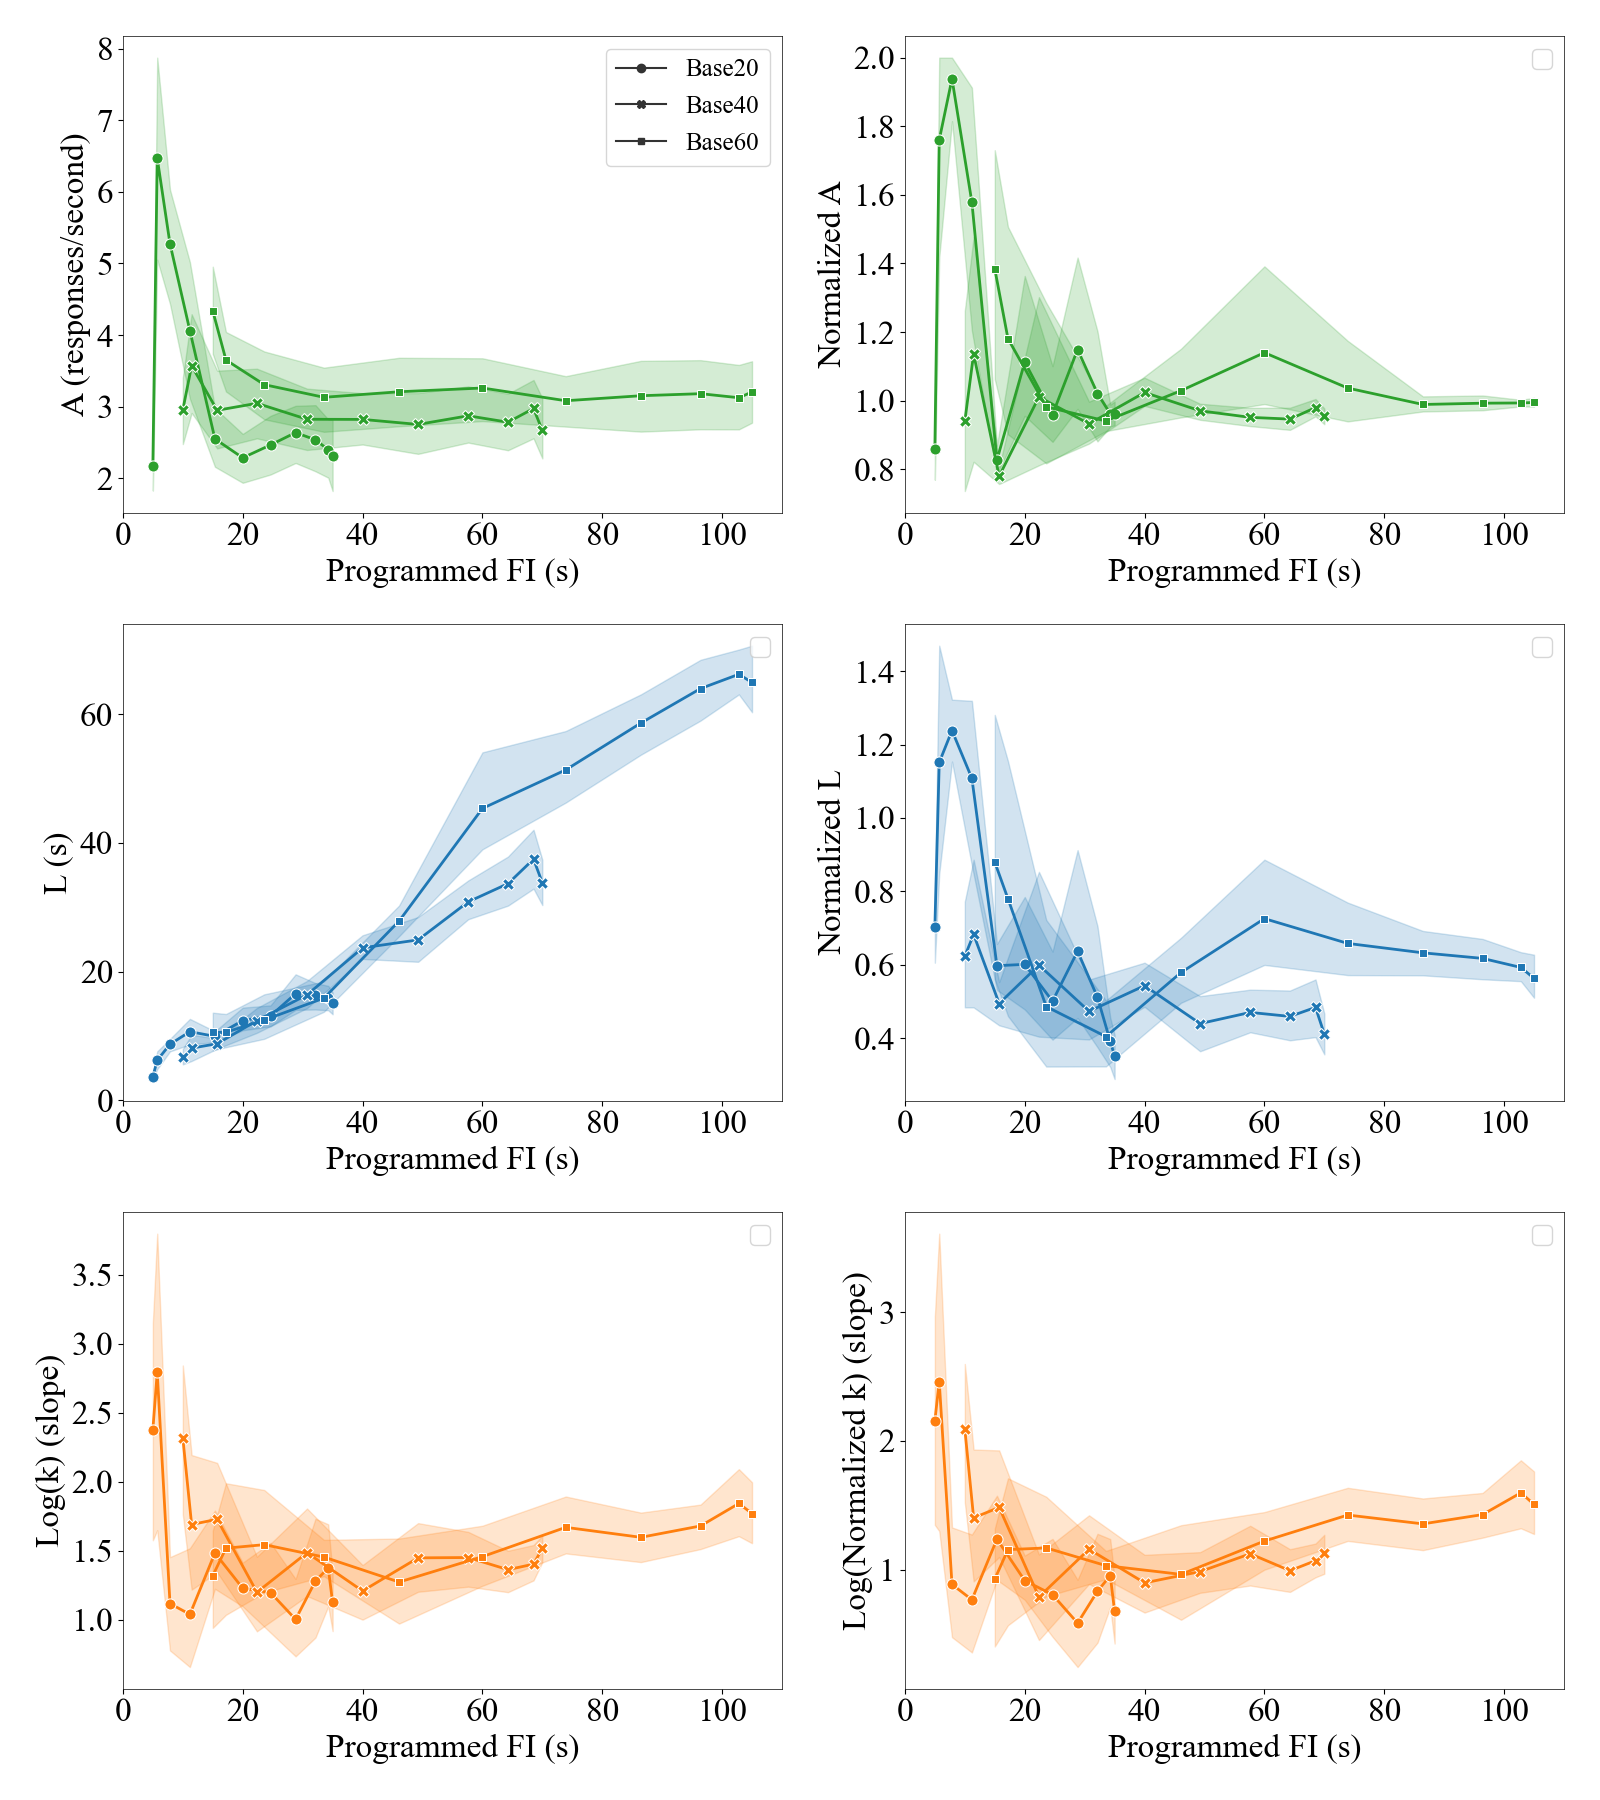 A (responses/second)
8
7
6
5
4
3
2
Base20
Base40
Base60
0 20 40 60 80 100
Programmed FI (s)
Normalized A
2.0
1.8
1.6
1.4
1.2
1.0
0.8
0 20 40 60 80 100
Programmed FI (s)
L (s)
60
40
20
0
0 20 40 60 80 100
Programmed FI (s)
Normalized L
1.4
1.2
1.0
0.8
0.6
0.4
0 20 40 60 80 100
Programmed FI (s)
Log(k) (slope)
3.5
3.0
2.5
2.0
1.5
1.0
0 20 40 60 80 100
Programmed FI (s)
Log(Normalized k) (slope)
3
2
1
0 20 40 60 80 100
Programmed FI (s)